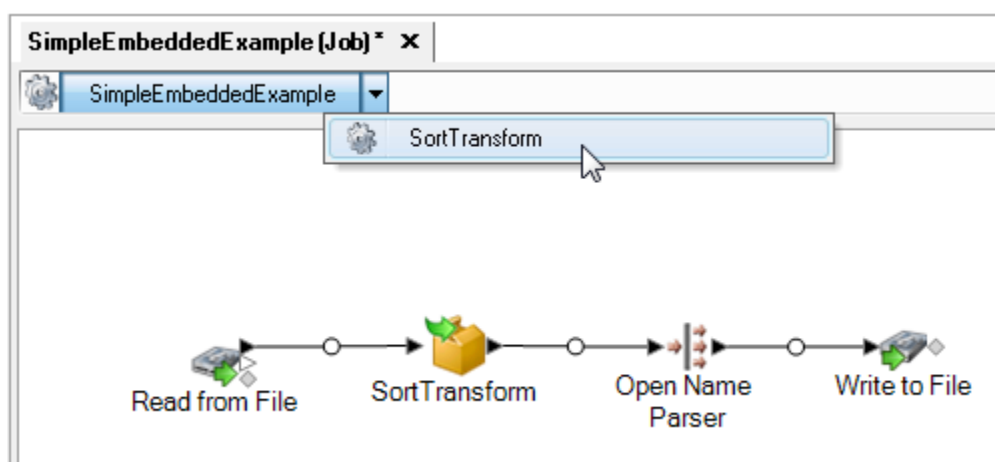 SimpleEmbeddedExample (Job)* X
SimpleEmbeddedExample
SortTransform
Read from File
SortTransform
Open Name
Parser
Write to File